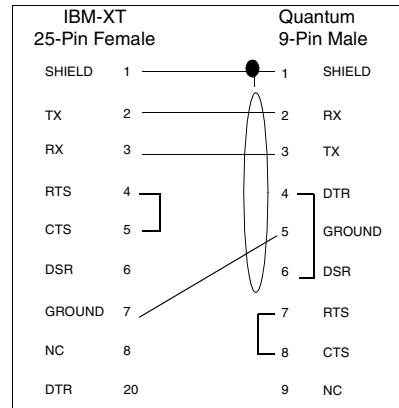 IBM-XT Quantum
25-Pin Female 9-Pin Male
SHIELD 1 1 SHIELD
TX 2 2 RX
RX 3 3 TX
RTS 4 4 DTR
CTS 5 5 GROUND
DSR 6 6 DSR
GROUND 7 7 RTS
NC 8 8 CTS
DTR 20 9 NC